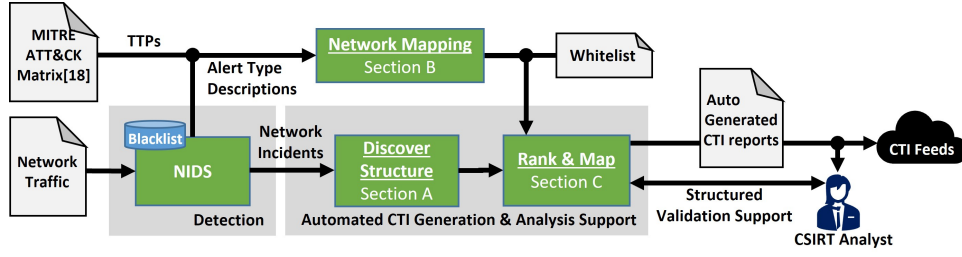 MITRE
ATT&CK
Matrix[18]
TTPs
Alert Type
Descriptions
Network Mapping
Section B
Whitelist
Network
Traffic
Blacklist
NIDS
Detection
Network
Incidents
Discover
Structure
Section A
Rank & Map
Section C
Automated CTI Generation & Analysis Support
Auto
Generated
CTI reports
CTI Feeds
Structured
Validation Support
CSIRT Analyst